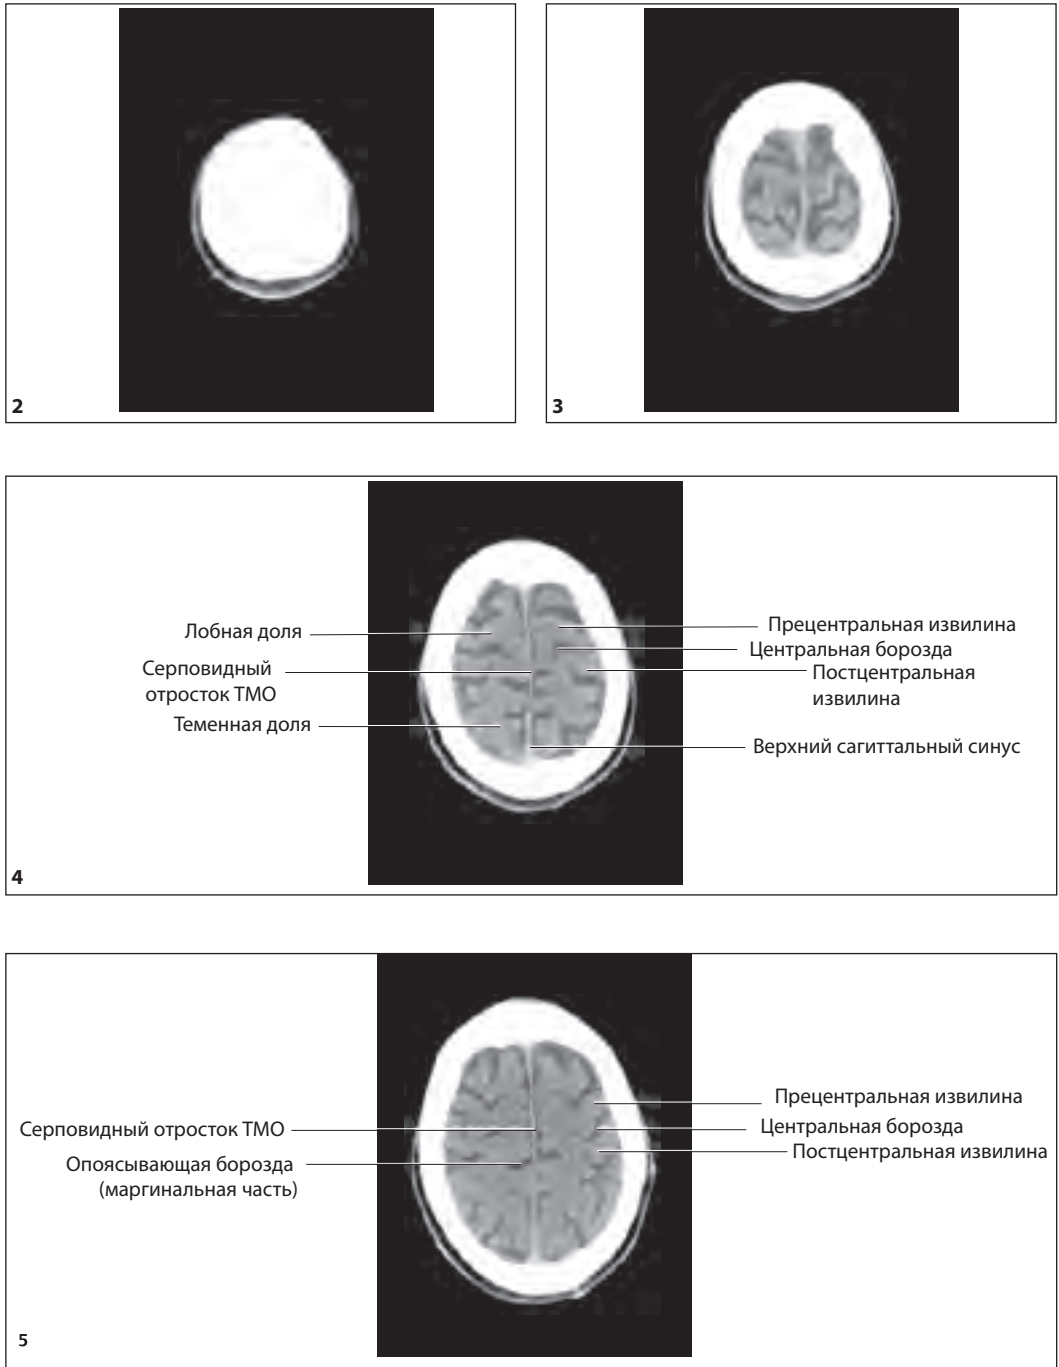 2
3
Лобная доля
Серповидный
отросток ТМО
Теменная доля
Прецентральная извилина
Центральная борозда
Постцентральная
извилина
Верхний сагиттальный синус
4
Серповидный отросток ТМО
Опоясывающая борозда
(маргинальная часть)
Прецентральная извилина
Центральная борозда
Постцентральная извилина
5